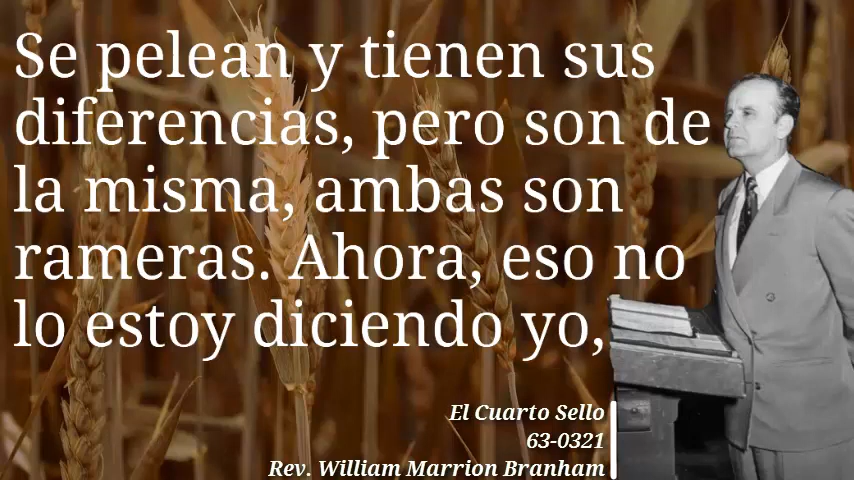 Se pelean y tienen sus
diferencias, pero son de
la misma, ambas son
rameras. Ahora, eso no
lo estoy diciendo yo,
El Cuarto Sello
63-0321
Rev. William Marrion Branham